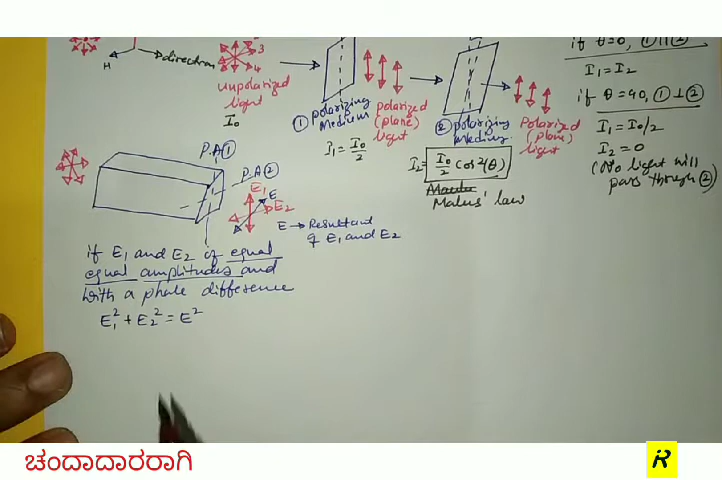 if θ=0, ① ∥ ②
H
direction
3
4
unpolarized
light
I₀
① polarizing
Medium
I₁ = I₀/2
polarized
(plane)
light
② polarizing
medium
I₂ = I₀/2 cos²(θ)
Malus' law
Polarized
(plane)
light
I₁ = I₂
if θ = 90, ① ⊥ ②
I₁ = I₀/2
I₂ = 0
(No light will
pass through ②)
P.A ①
P.A ②
E₁
E
E₂
E → Resultant
of E₁ and E₂
if E₁ and E₂ of equal
equal amplitudes and
with a phase difference
E₁² + E₂² = E²
ಚಂದಾದಾರರಾಗಿ
R